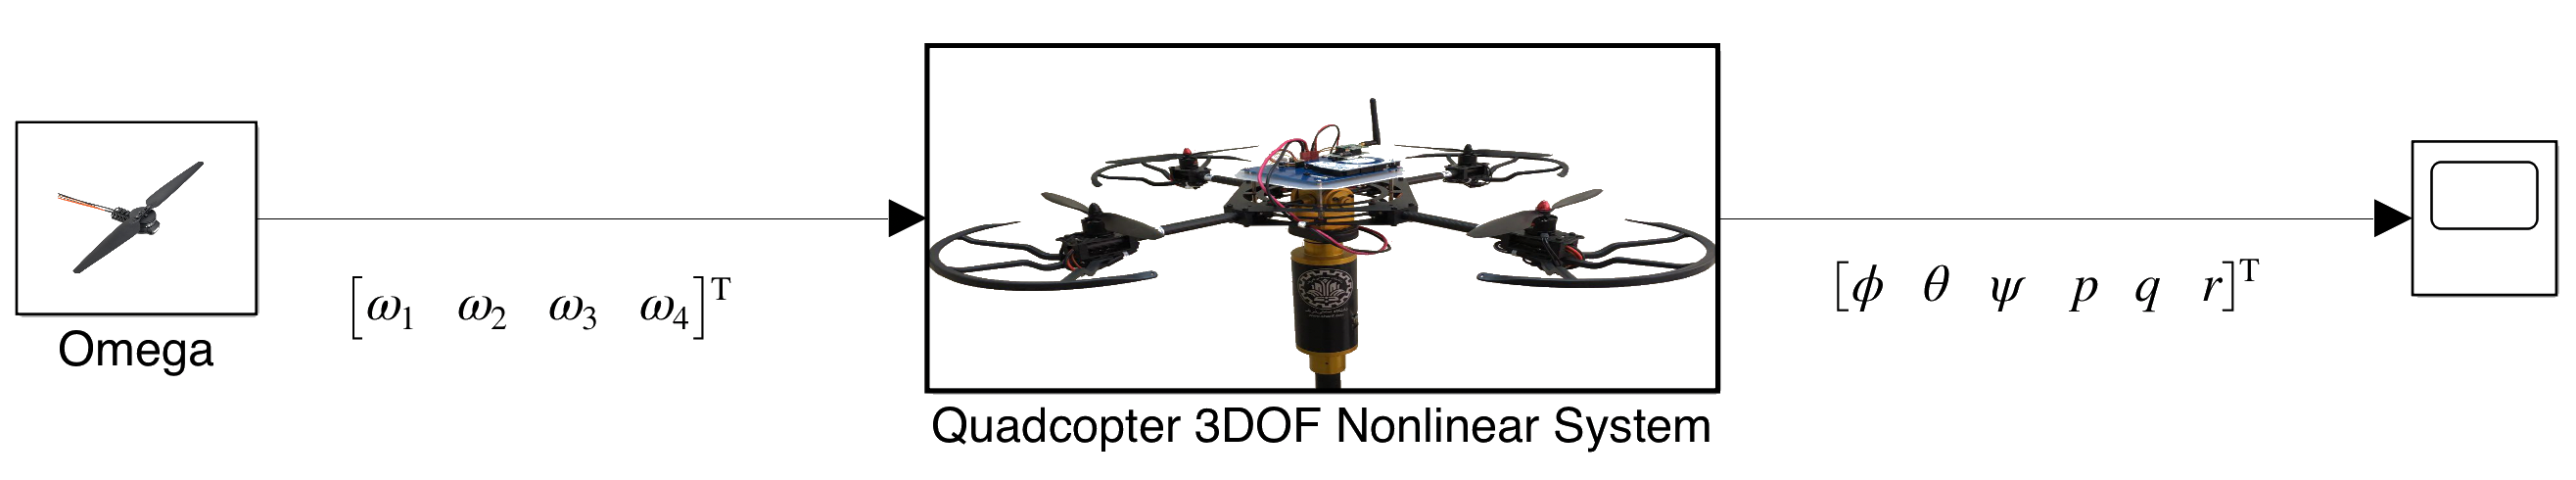 [ω₁ ω₂ ω₃ ω₄]ᵀ
Omega
[ϕ θ ψ p q r]ᵀ
Quadcopter 3DOF Nonlinear System